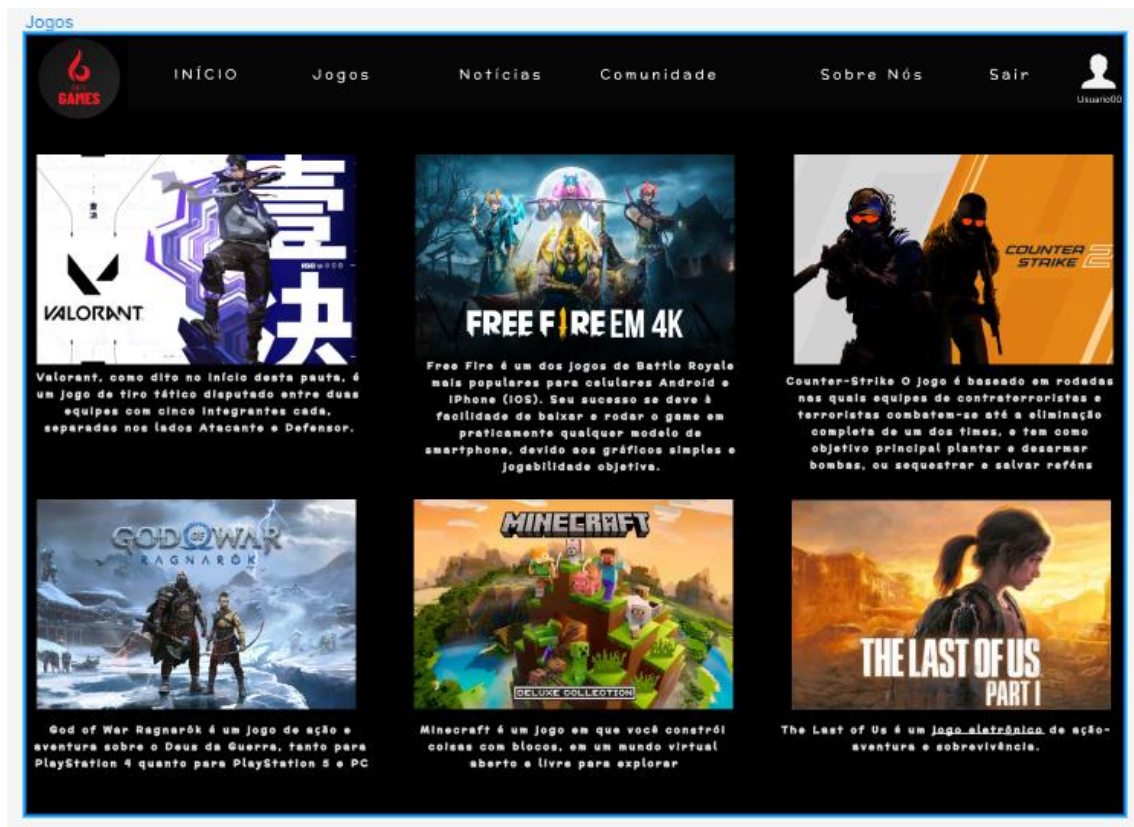 Jogos
GAMES
INÍCIO
Jogos
Notícias
Comunidade
Sobre Nós
Sair
Usuario00
壹
决
VALORANT
壹
决
FREE FIRE EM 4K
COUNTER
STRIKE 2
Valorant, como dito no início desta pauta, é
um jogo de tiro tático disputado entre duas
equipes com cinco integrantes cada,
separadas nos lados Atacante e Defensor.
Free Fire é um dos jogos de Battle Royale
mais populares para celulares Android e
iPhone (iOS). Seu sucesso se deve à
facilidade de baixar e rodar o game em
praticamente qualquer modelo de
smartphone, devido aos gráficos simples e
jogabilidade objetiva.
Counter-Strike O jogo é baseado em rodadas
nas quais equipes de contraterroristas e
terroristas combatem-se até a eliminação
completa de um dos times, e tem como
objetivo principal plantar e desarmar
bombas, ou sequestrar e salvar reféns
GOD OF WAR
RAGNARÖK
MINECRAFT
DELUXE COLLECTION
THE LAST OF US
PART I
God of War Ragnarök é um jogo de ação e
aventura sobre o Deus da Guerra, tanto para
PlayStation 4 quanto para PlayStation 5 e PC
Minecraft é um jogo em que você constrói
coisas com blocos, em um mundo virtual
aberto e livre para explorar
The Last of Us é um jogo eletrônico de ação-
aventura e sobrevivência.